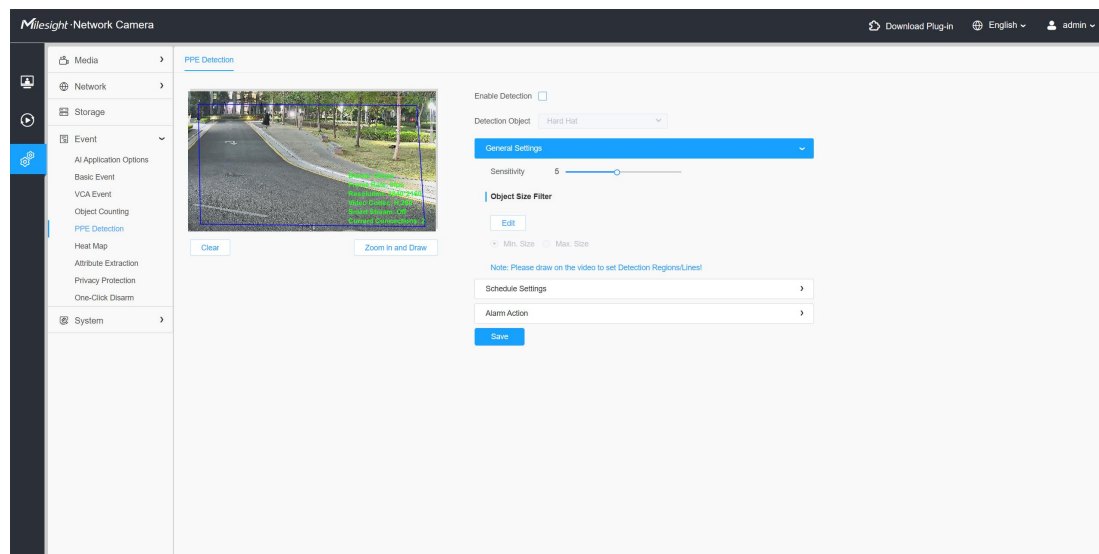 Milesight·Network Camera
Download Plug-in
English
admin
Media
Network
Storage
Event
AI Application Options
Basic Event
VCA Event
Object Counting
PPE Detection
Heat Map
Attribute Extraction
Privacy Protection
One-Click Disarm
System
PPE Detection
Clear
Zoom in and Draw
Enable Detection
Detection Object Hard Hat
General Settings
Sensitivity 5
Object Size Filter
Edit
Min. Size Max. Size
Note: Please draw on the video to set Detection Regions/Lines!
Schedule Settings
Alarm Action
Save